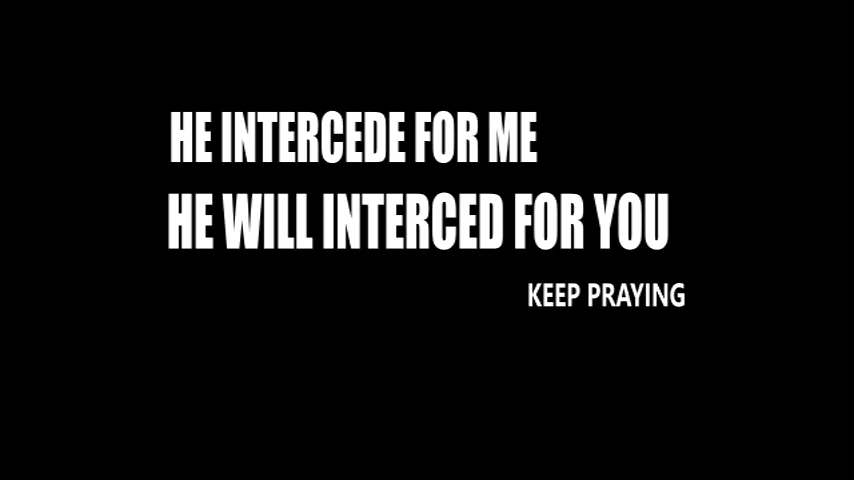 HE INTERCEDE FOR ME
HE WILL INTERCED FOR YOU
KEEP PRAYING